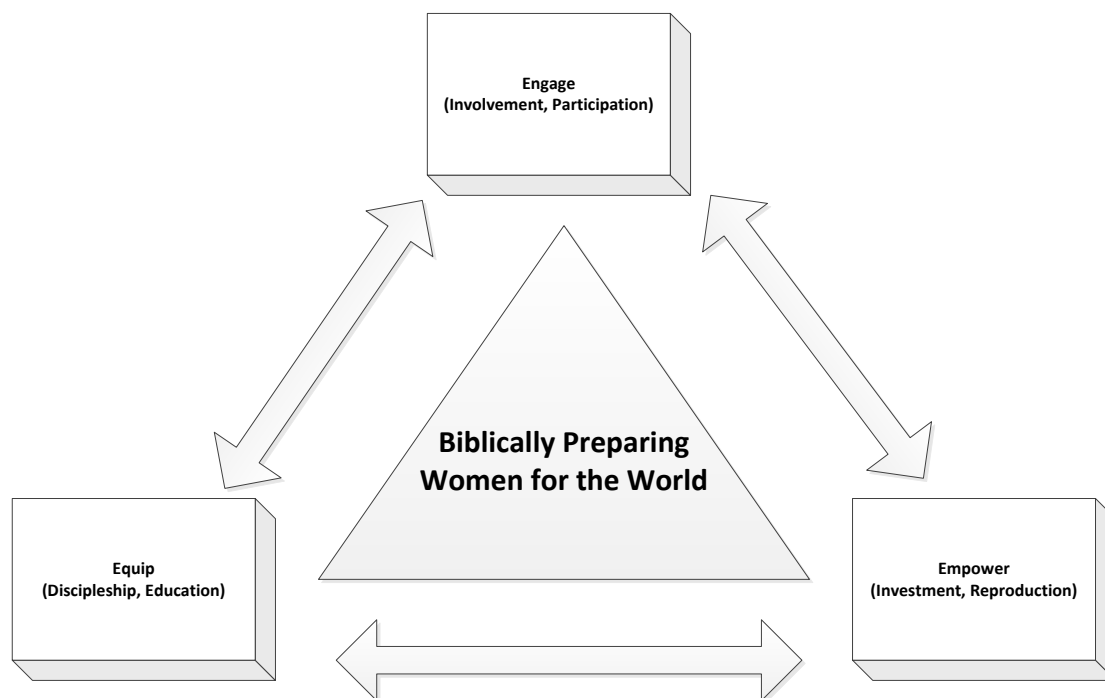 Engage
(Involvement, Participation)
Biblically Preparing
Women for the World
Equip
(Discipleship, Education)
Empower
(Investment, Reproduction)